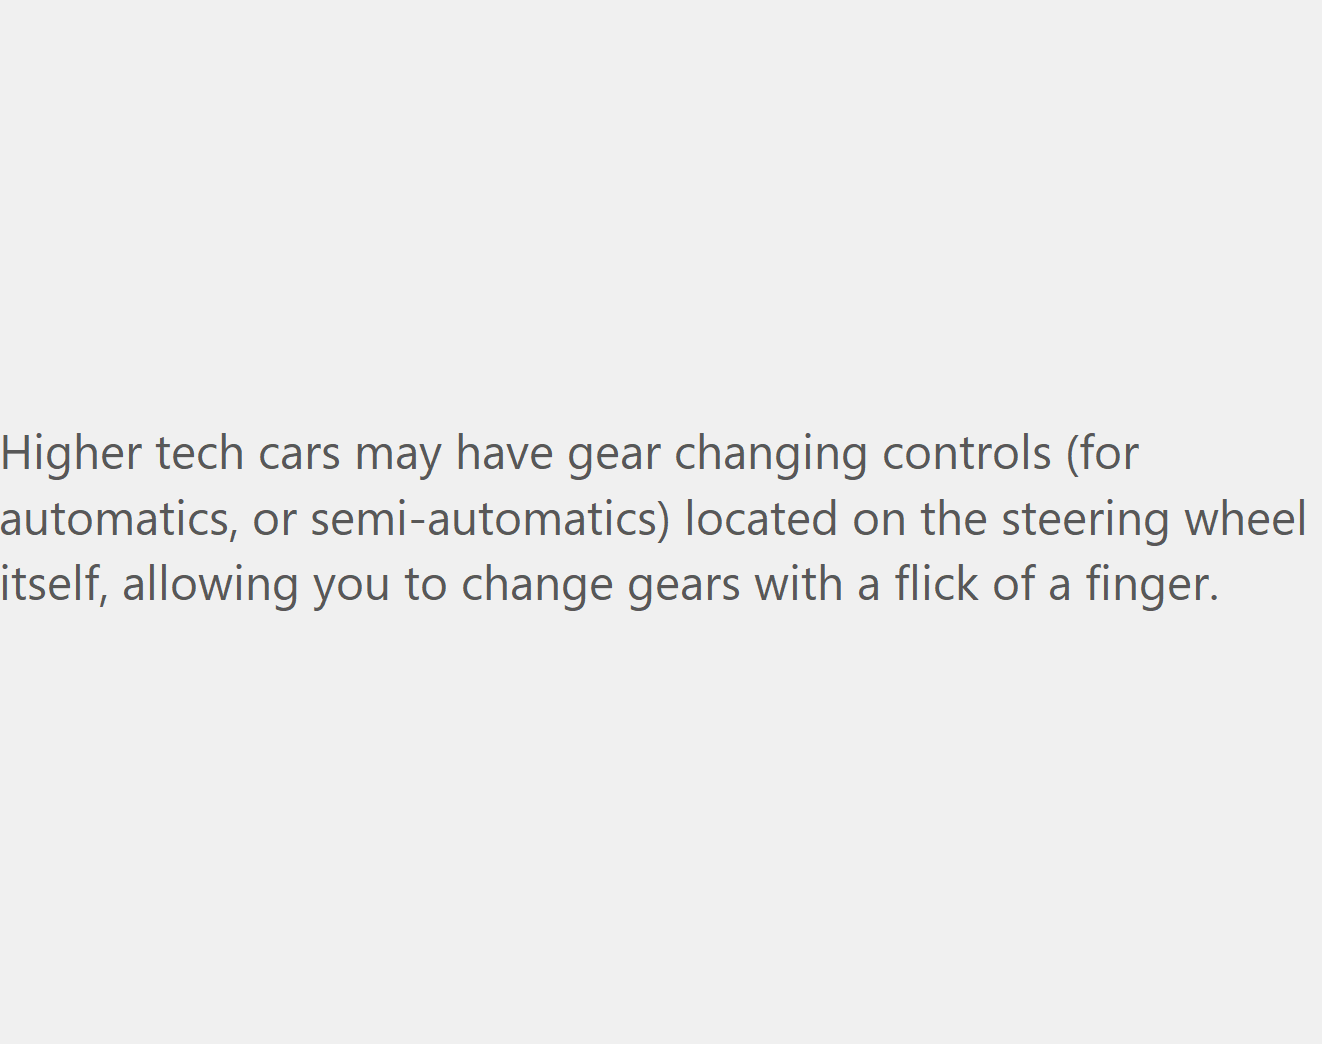 Higher tech cars may have gear changing controls (for
automatics, or semi-automatics) located on the steering wheel
itself, allowing you to change gears with a flick of a finger.